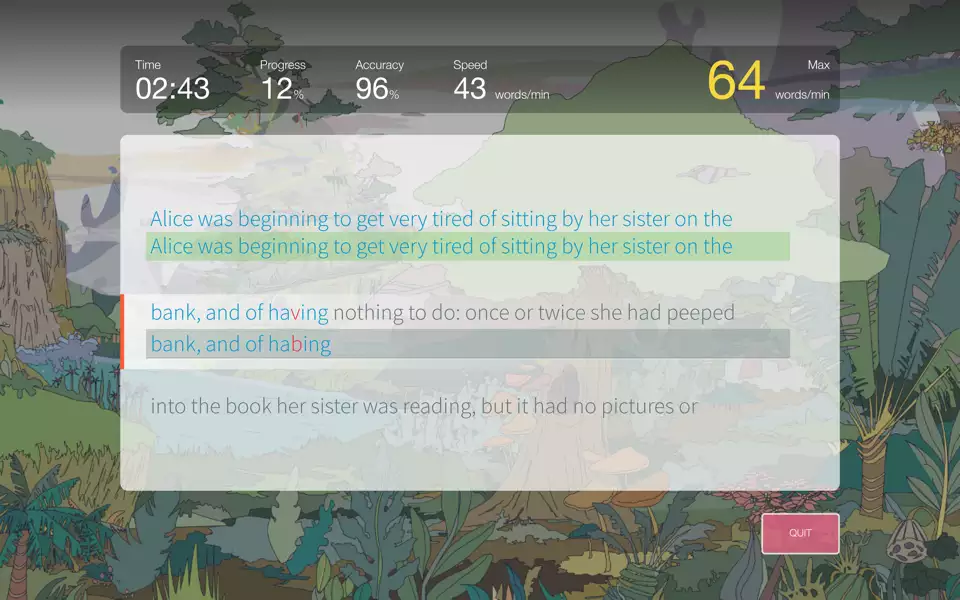 Time Progress Accuracy Speed Max
02:43 12% 96% 43 words/min 64 words/min
Alice was beginning to get very tired of sitting by her sister on the
Alice was beginning to get very tired of sitting by her sister on the
bank, and of having nothing to do: once or twice she had peeped
bank, and of habing
into the book her sister was reading, but it had no pictures or
QUIT